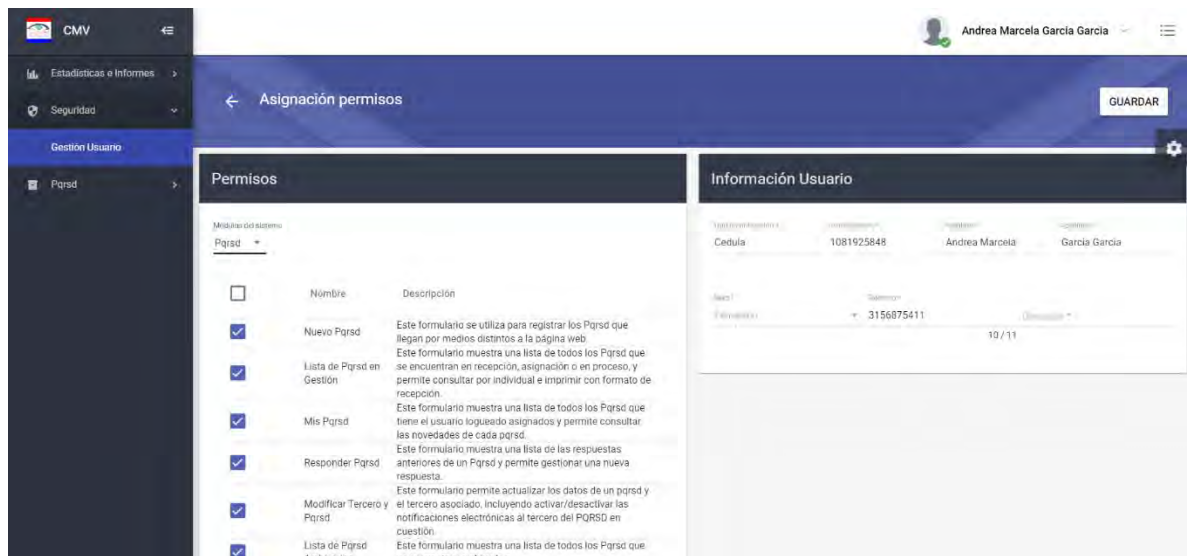 CMV
Andrea Marcela García Garcia
Estadísticas e Informes
Seguridad
Gestión Usuario
Pqrsd
Asignación permisos
GUARDAR
Permisos
Módulos del sistema
Pqrsd
Nombre Descripción
Nuevo Pqrsd
Este formulario se utiliza para registrar los Pqrsd que
llegan por medios distintos a la página web
Lista de Pqrsd en
Gestión
Este formulario muestra una lista de todos los Pqrsd que
se encuentran en recepción, asignación o en proceso, y
permite consultar por individual e imprimir con formato de
recepción.
Mis Pqrsd
Este formulario muestra una lista de todos los Pqrsd que
tiene el usuario logueado asignados y permite consultar
las novedades de cada pqrsd.
Responder Pqrsd
Este formulario muestra una lista de las respuestas
anteriores de un Pqrsd y permite gestionar una nueva
respuesta.
Modificar Tercero y
Pqrsd
Este formulario permite actualizar los datos de un pqrsd y
el tercero asociado, incluyendo activar/desactivar las
notificaciones electrónicas al tercero del PQRSD en
cuestión.
Lista de Pqrsd
Este formulario muestra una lista de todos los Pqrsd que
Información Usuario
Cedula
1081925848
Andrea Marcela
Garcia Garcia
3156875411
10 / 11